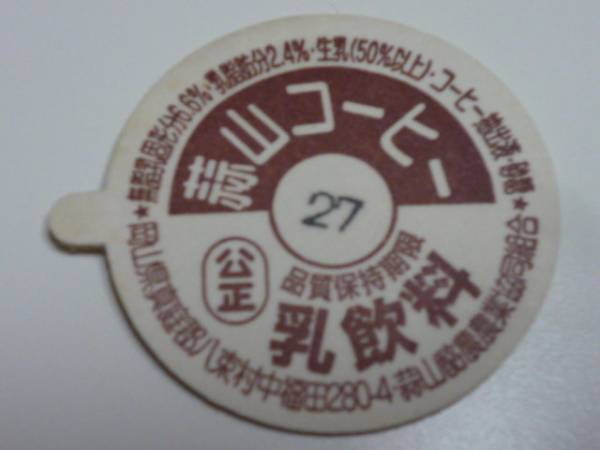 ★無脂乳固形分6.6%・乳脂肪分2.4%・生乳(50%以上)・コーヒー抽出液・砂糖★
蒜山コーヒー
27
公正
品質保持期限
乳飲料
岡山県真庭郡八束村中福田280-4・蒜山酪農農業協同組合